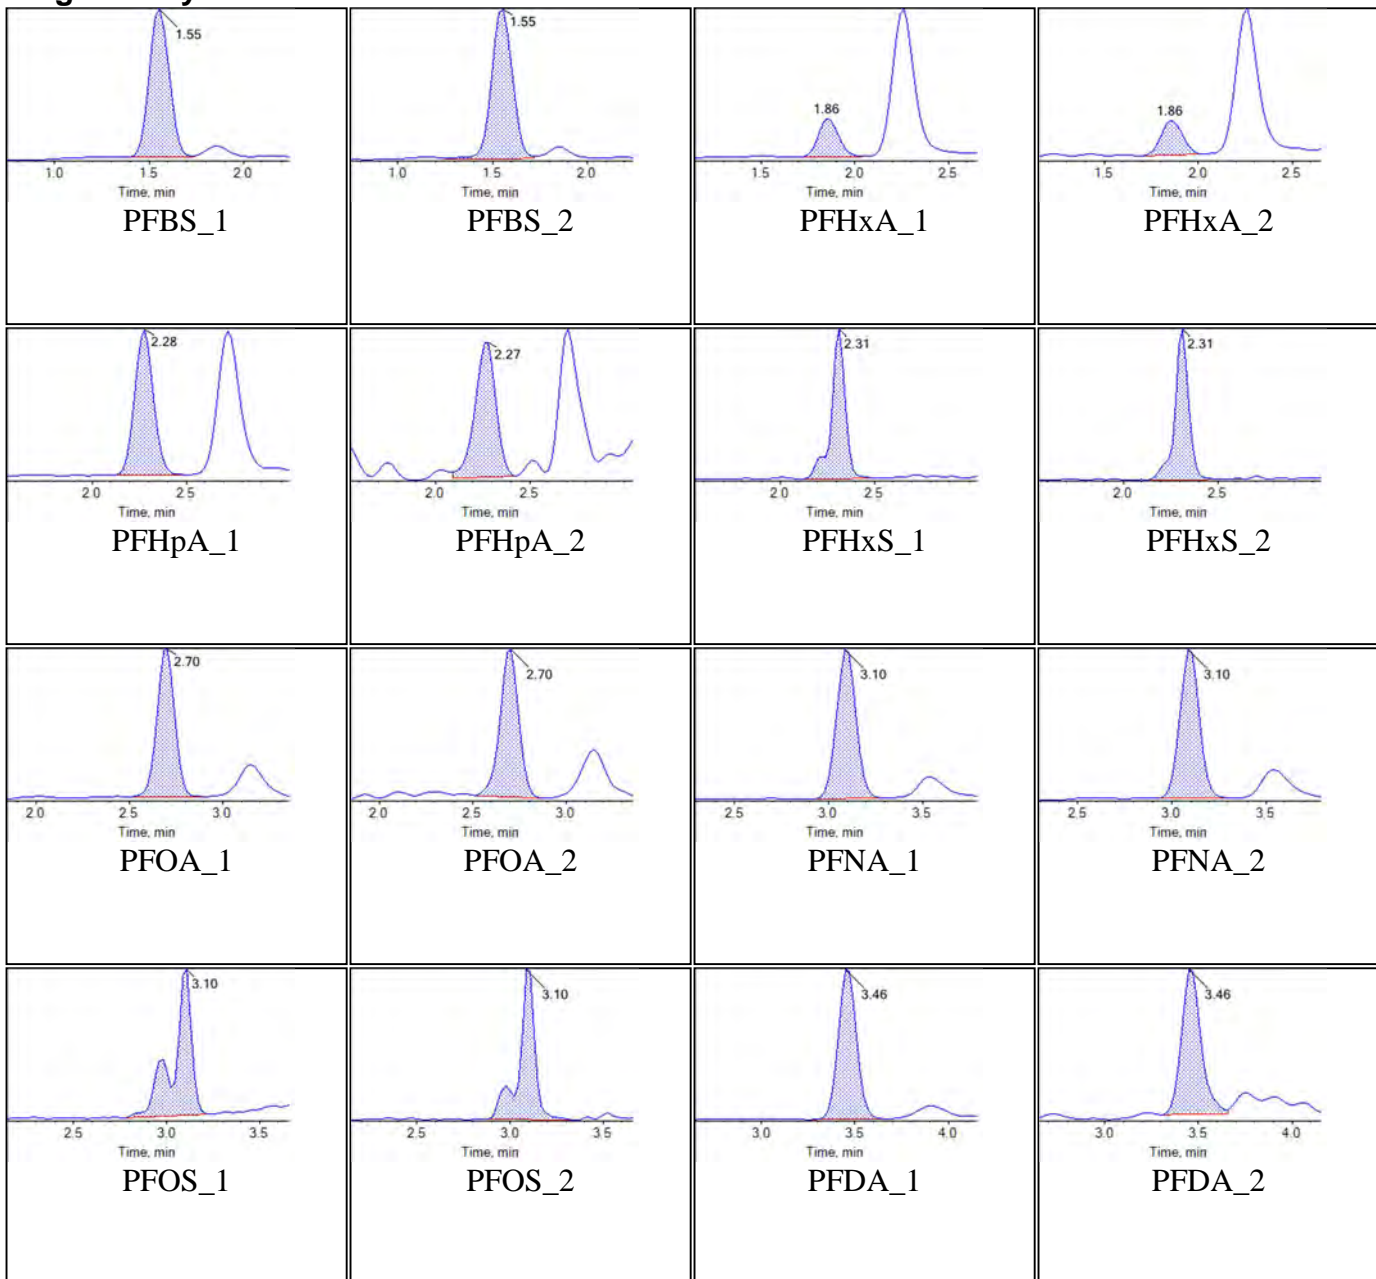 1.55 1.55 1.86 1.86
1.0 1.5 2.0 1.0 1.5 2.0 1.5 2.0 2.5 1.5 2.0 2.5
Time, min Time, min Time, min Time, min
PFBS_1 PFBS_2 PFHxA_1 PFHxA_2
2.28 2.27 2.31 2.31
2.0 2.5 2.0 2.5 2.0 2.5 2.0 2.5
Time, min Time, min Time, min Time, min
PFHpA_1 PFHpA_2 PFHxS_1 PFHxS_2
2.70 2.70 3.10 3.10
2.0 2.5 3.0 2.0 2.5 3.0 2.5 3.0 3.5 2.5 3.0 3.5
Time, min Time, min Time, min Time, min
PFOA_1 PFOA_2 PFNA_1 PFNA_2
3.10 3.10 3.46 3.46
2.5 3.0 3.5 2.5 3.0 3.5 3.0 3.5 4.0 3.0 3.5 4.0
Time, min Time, min Time, min Time, min
PFOS_1 PFOS_2 PFDA_1 PFDA_2